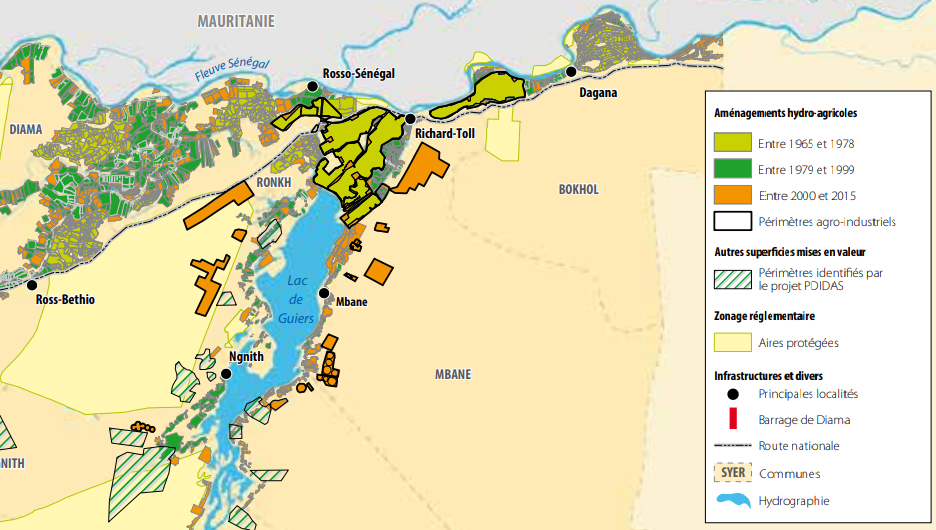 MAURITANIE
Fleuve Sénégal
Rosso-Sénégal
Dagana
DIAMA
Richard-Toll
RONKH
BOKHOL
Lac
de
Guiers
Ross-Bethio
Mbane
Ngnith
MBANE
NITH
Aménagements hydro-agricoles
Entre 1965 et 1978
Entre 1979 et 1999
Entre 2000 et 2015
Périmètres agro-industriels
Autres superficies mises en valeur
Périmètres identifiés par
le projet PDIDAS
Zonage réglementaire
Aires protégées
Infrastructures et divers
Principales localités
Barrage de Diama
Route nationale
SYER Communes
Hydrographie